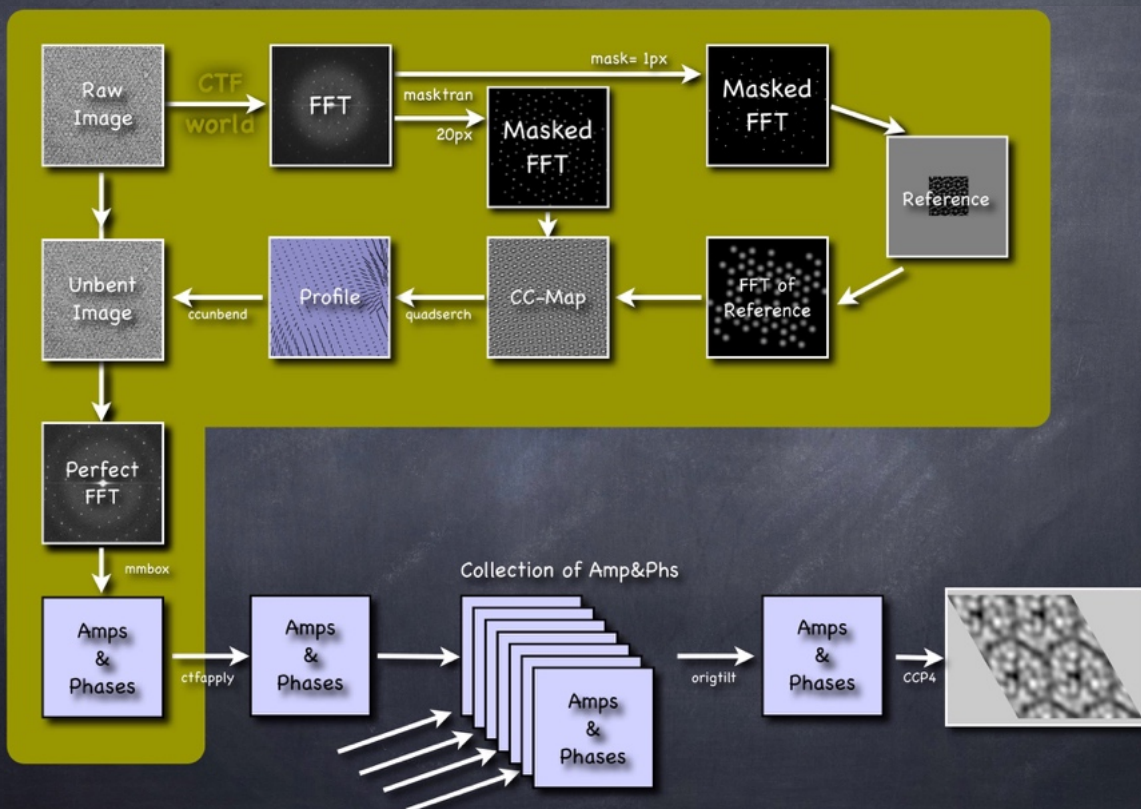 Raw
Image
CTF
world
FFT
mask= 1px
masktran
20px
Masked
FFT
Masked
FFT
Reference
Unbent
Image
ccunbend
Profile
quadserch
CC-Map
FFT of
Reference
Perfect
FFT
mmbox
Collection of Amp&Phs
Amps
&
Phases
ctfapply
Amps
&
Phases
Amps
&
Phases
origtilt
Amps
&
Phases
CCP4